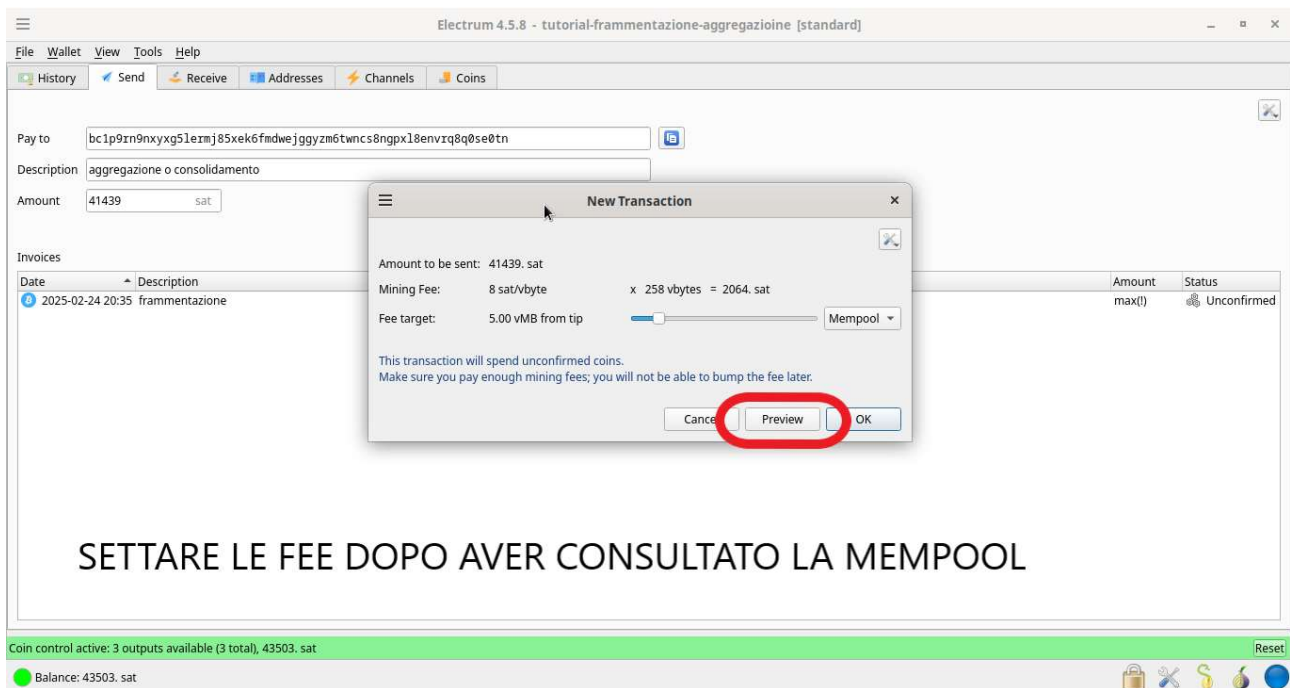 Electrum 4.5.8 - tutorial-frammentazione-aggregazioine [standard]
File Wallet View Tools Help
History Send Receive Addresses Channels Coins
Pay to bc1p9rn9nxyxg5lermj85xek6fmdwejggyzm6twncs8ngpxl8envrq8q0se0tn
Description aggregazione o consolidamento
Amount 41439 sat
New Transaction
Amount to be sent: 41439. sat
Mining Fee: 8 sat/vbyte x 258 vbytes = 2064. sat
Fee target: 5.00 vMB from tip Mempool
This transaction will spend unconfirmed coins.
Make sure you pay enough mining fees; you will not be able to bump the fee later.
Cance Preview OK
Invoices
Date Description Amount Status
2025-02-24 20:35 frammentazione max(!) Unconfirmed
SETTARE LE FEE DOPO AVER CONSULTATO LA MEMPOOL
Coin control active: 3 outputs available (3 total), 43503. sat Reset
Balance: 43503. sat